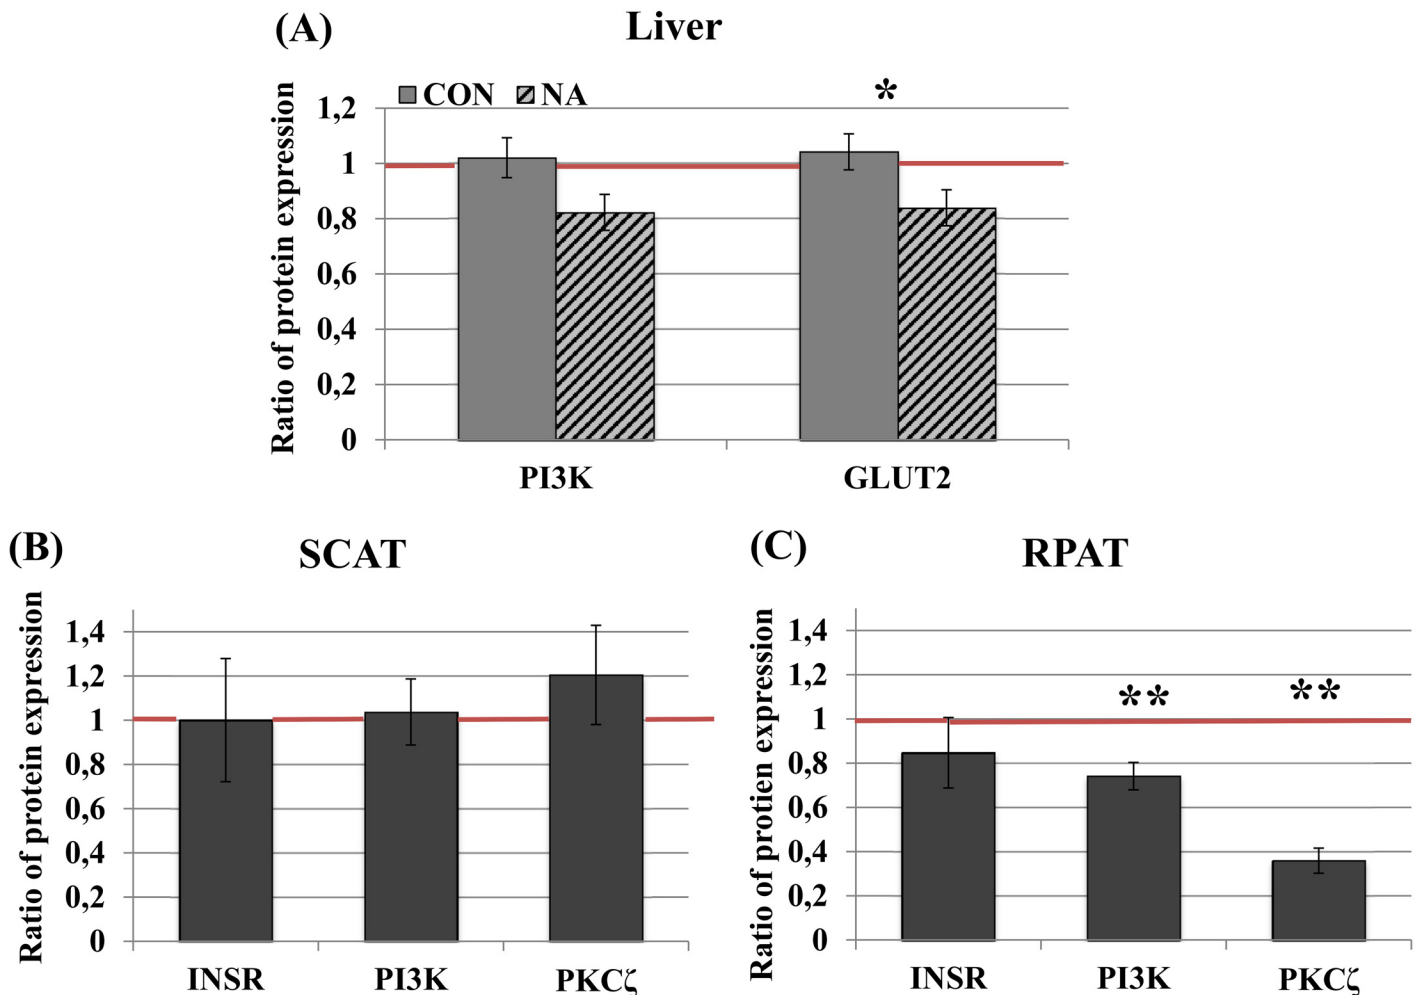 (A)
Liver
CON NA
*
Ratio of protein expression
1,2
1
0,8
0,6
0,4
0,2
0
PI3K GLUT2
(B)
SCAT
Ratio of protein expression
1,4
1,2
1
0,8
0,6
0,4
0,2
0
INSR PI3K PKCζ
(C)
RPAT
Ratio of protien expression
1,4
1,2
1
0,8
0,6
0,4
0,2
0
** **
INSR PI3K PKCζ